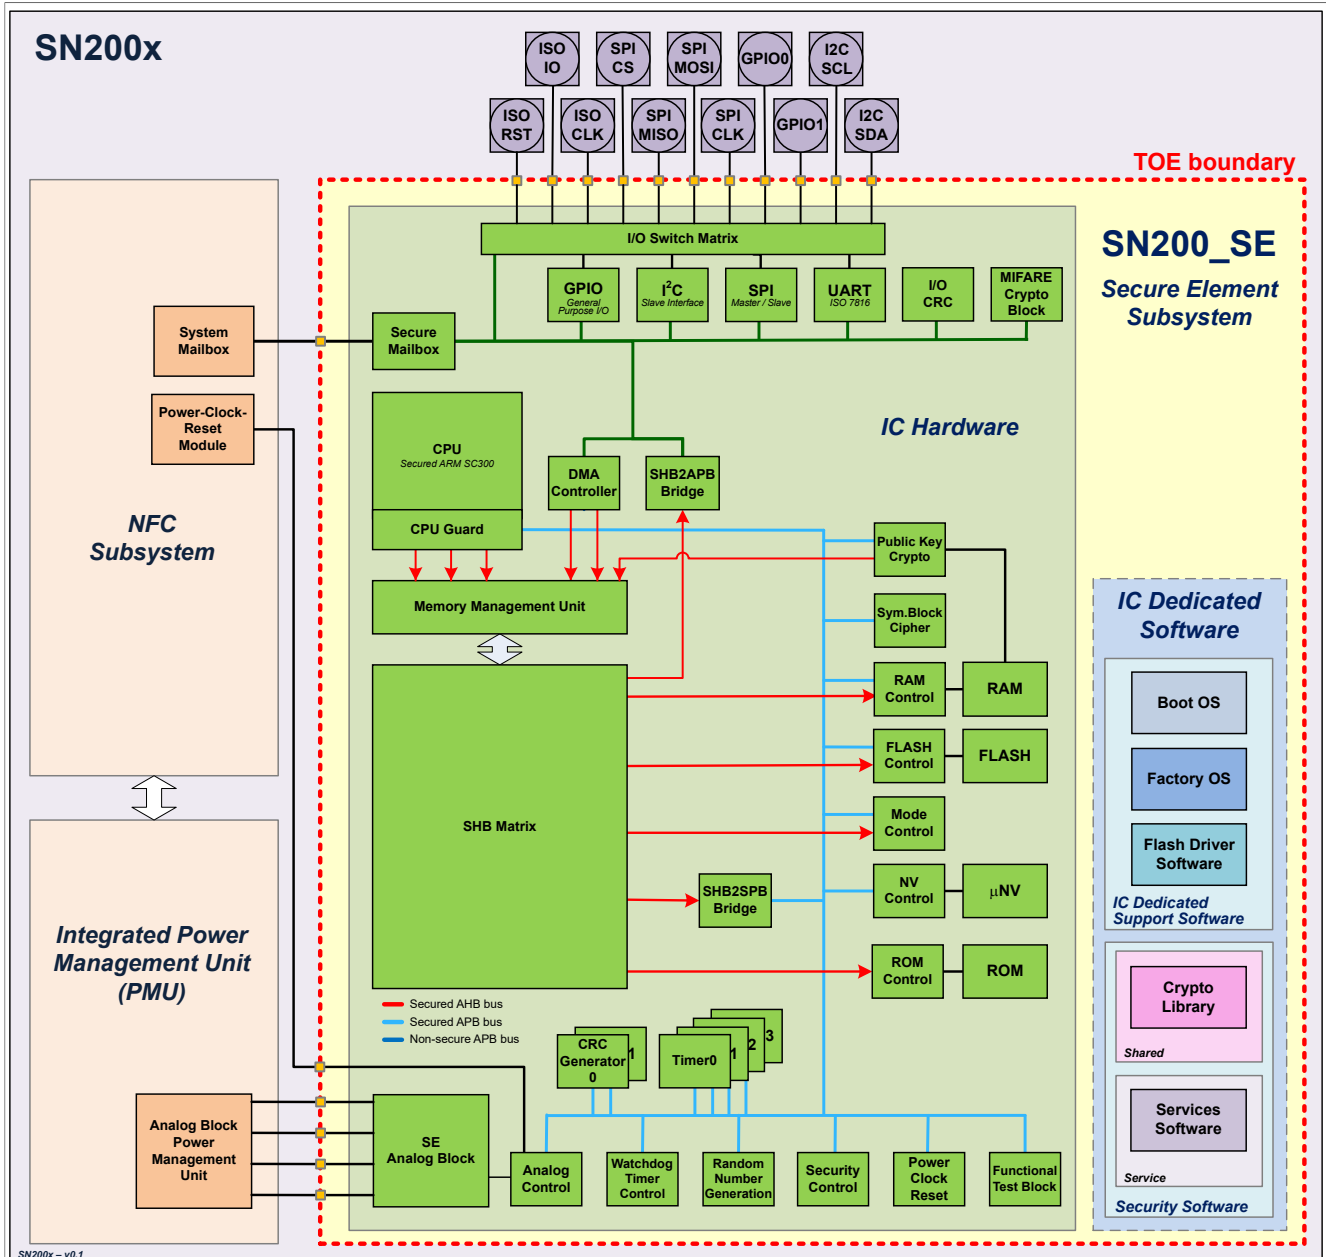 SN200x
ISO
IO
SPI
CS
SPI
MOSI
GPIO0
I2C
SCL
ISO
RST
ISO
CLK
SPI
MISO
SPI
CLK
GPIO1
I2C
SDA
TOE boundary
SN200_SE
Secure Element
Subsystem
I/O Switch Matrix
GPIO
General
Purpose I/O
I²C
Slave Interface
SPI
Master / Slave
UART
ISO 7816
I/O
CRC
MIFARE
Crypto
Block
System
Mailbox
Secure
Mailbox
Power-Clock-
Reset
Module
NFC
Subsystem
IC Hardware
CPU
Secured ARM SC300
CPU Guard
DMA
Controller
SHB2APB
Bridge
Public Key
Crypto
Memory Management Unit
Sym.Block
Cipher
RAM
Control
RAM
FLASH
Control
FLASH
SHB Matrix
Mode
Control
SHB2SPB
Bridge
NV
Control
μNV
ROM
Control
ROM
IC Dedicated
Software
Boot OS
Factory OS
Flash Driver
Software
IC Dedicated
Support Software
Crypto
Library
Shared
Services
Software
Service
Security Software
Integrated Power
Management Unit
(PMU)
Secured AHB bus
Secured APB bus
Non-secure APB bus
CRC
Generator
0
1
Timer0
1
2
3
Analog Block
Power
Management
Unit
SE
Analog Block
Analog
Control
Watchdog
Timer
Control
Random
Number
Generation
Security
Control
Power
Clock
Reset
Functional
Test Block
SN200x – v0.1